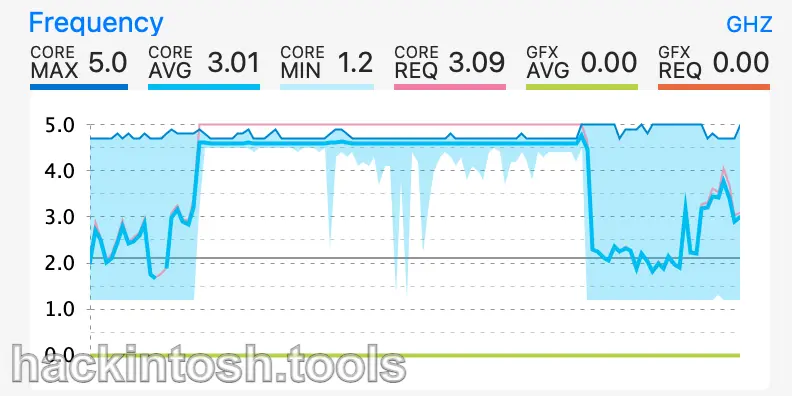 Frequency GHZ
CORE MAX 5.0 CORE AVG 3.01 CORE MIN 1.2 CORE REQ 3.09 GFX AVG 0.00 GFX REQ 0.00
5.0
4.0
3.0
2.0
1.0
0.0
hackintosh.tools